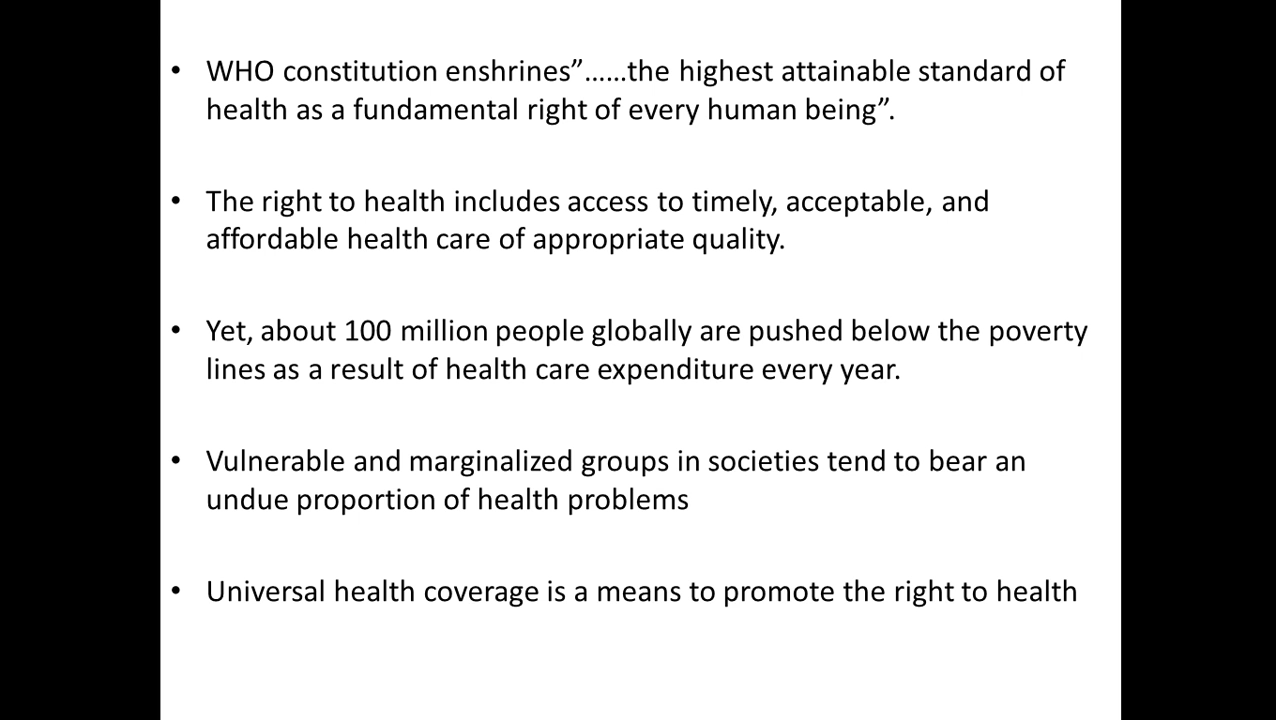 • WHO constitution enshrines”……the highest attainable standard of
health as a fundamental right of every human being”.
• The right to health includes access to timely, acceptable, and
affordable health care of appropriate quality.
• Yet, about 100 million people globally are pushed below the poverty
lines as a result of health care expenditure every year.
• Vulnerable and marginalized groups in societies tend to bear an
undue proportion of health problems
• Universal health coverage is a means to promote the right to health